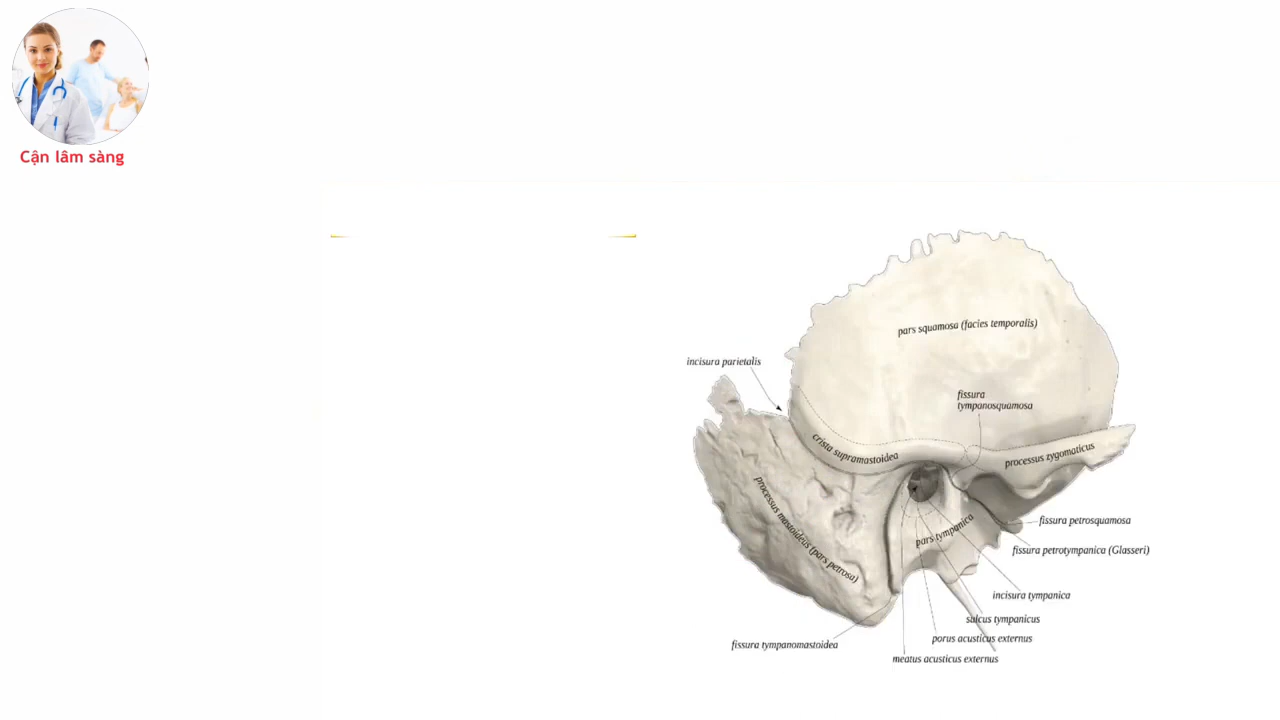 Cận lâm sàng
pars squamosa (facies temporalis)
incisura parietalis
fissura
tympanosquamosa
crista supramastoidea
processus zygomaticus
processus mastoideus (pars petrosa)
fissura petrosquamosa
pars tympanica
fissura petrotympanica (Glasseri)
incisura tympanica
sulcus tympanicus
porus acusticus externus
fissura tympanomastoidea
meatus acusticus externus